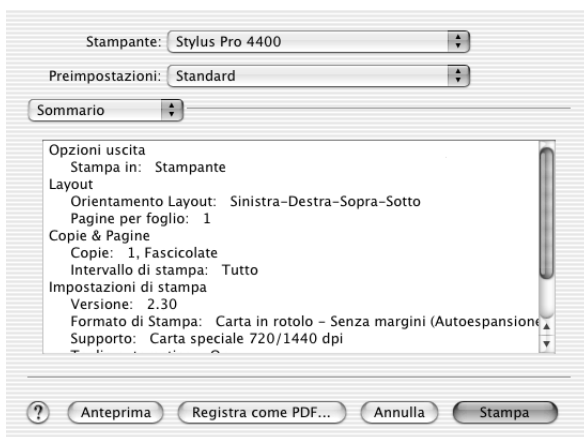 Stampante: Stylus Pro 4400
Preimpostazioni: Standard
Sommario
Opzioni uscita
Stampa in: Stampante
Layout
Orientamento Layout: Sinistra-Destra-Sopra-Sotto
Pagine per foglio: 1
Copie & Pagine
Copie: 1, Fascicolate
Intervallo di stampa: Tutto
Impostazioni di stampa
Versione: 2.30
Formato di Stampa: Carta in rotolo - Senza margini (Autoespansione
Supporto: Carta speciale 720/1440 dpi
? Anteprima Registra come PDF... Annulla Stampa